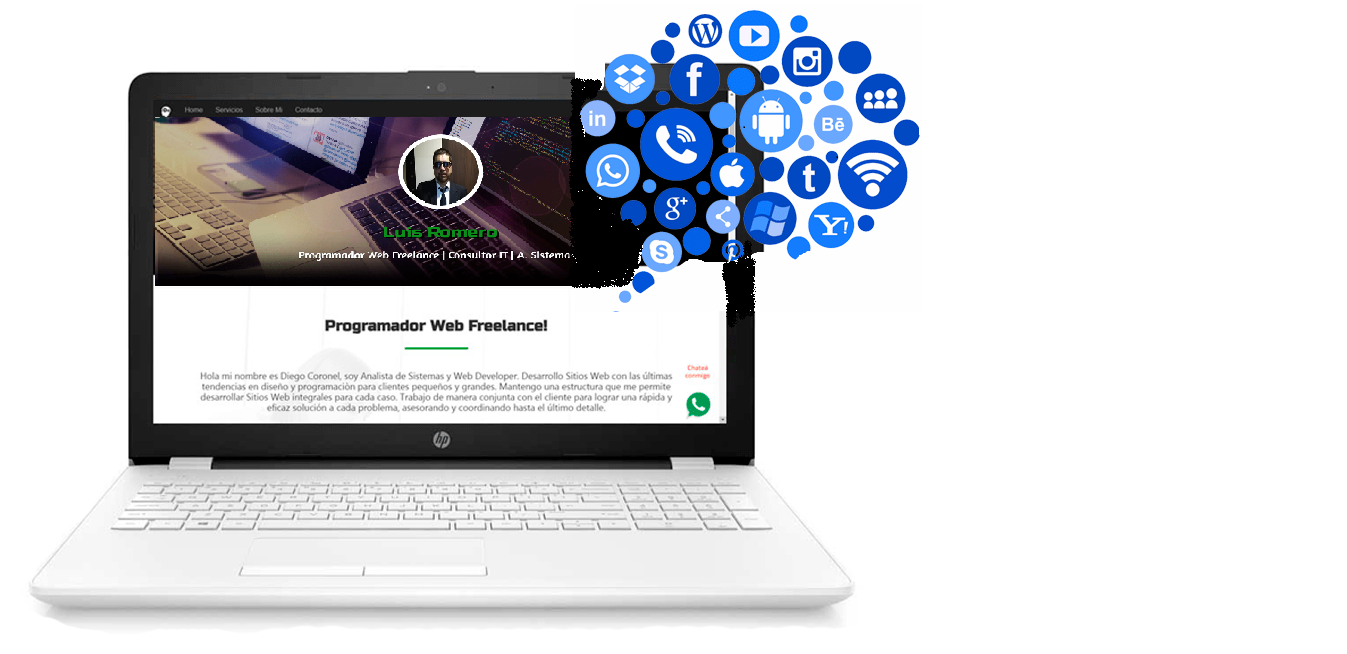 Home Servicios Sobre Mi Contacto
Luis Romero
Programador Web Freelance | Consultor IT | A. Sistemas
Programador Web Freelance!
Hola mi nombre es Diego Coronel, soy Analista de Sistemas y Web Developer. Desarrollo Sitios Web con las últimas
tendencias en diseño y programaciòn para clientes pequeños y grandes. Mantengo una estructura que me permite
desarrollar Sitios Web integrales para cada caso. Trabajo de manera conjunta con el cliente para lograr una rápida y
eficaz solución a cada problema, asesorando y coordinando hasta el último detalle.
Chatea
conmigo
hp
in
f
Bē
t
g+
Y!
S